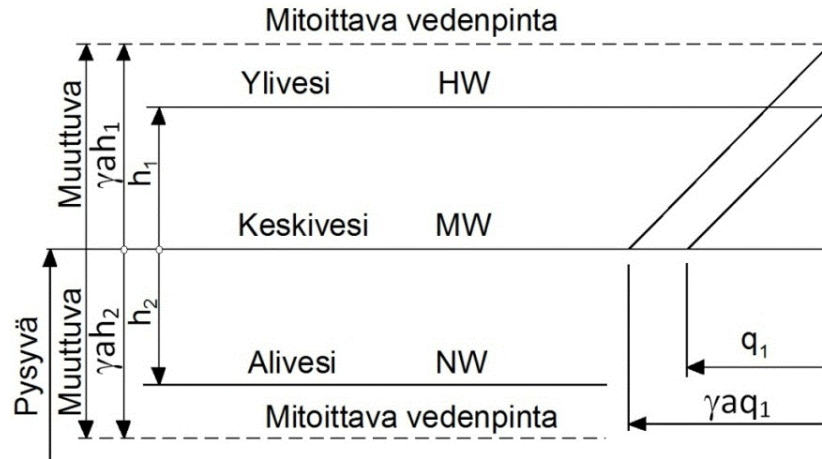 Mitoittava vedenpinta
Ylivesi HW
Keskivesi MW
Alivesi NW
Mitoittava vedenpinta
Pysyvä
Muuttuva
Muuttuva
γah₁
γah₂
h₁
h₂
q₁
γaq₁